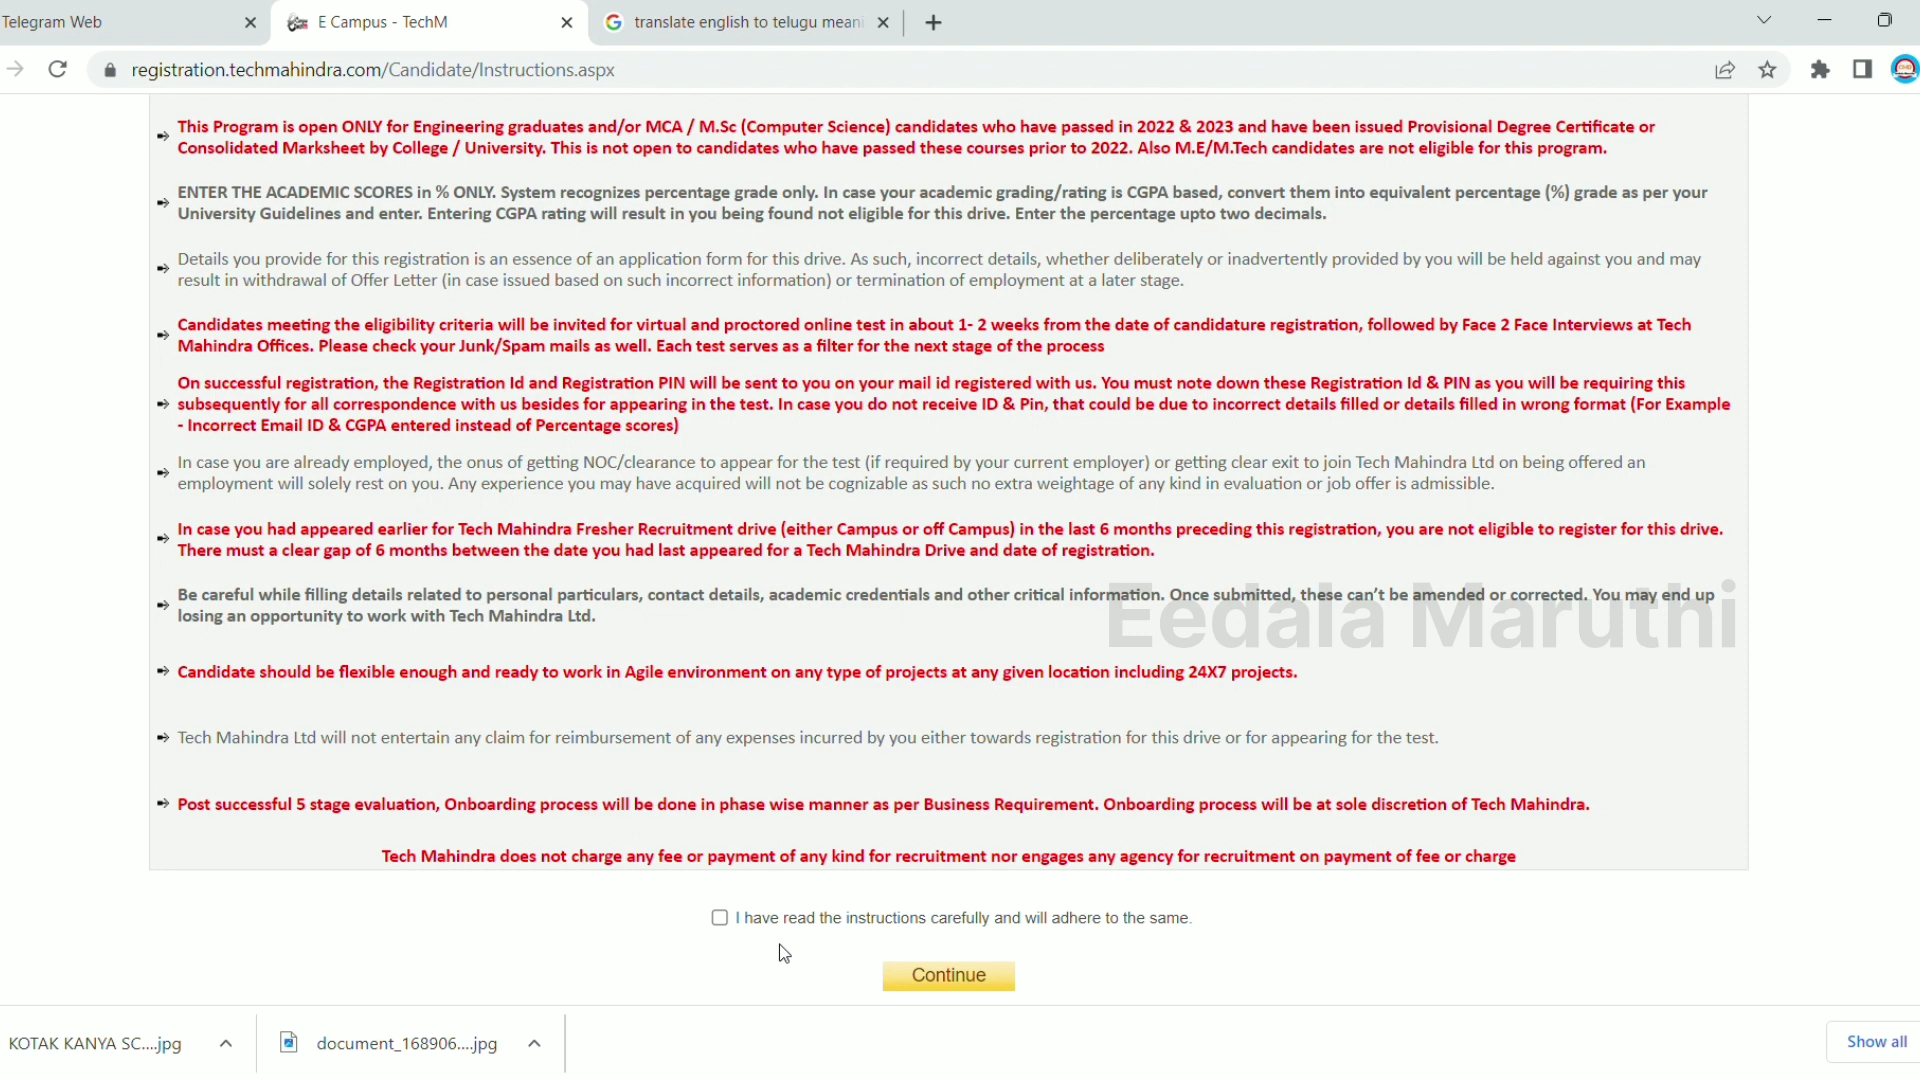 Telegram Web
E Campus - TechM
translate english to telugu meani
registration.techmahindra.com/Candidate/Instructions.aspx
This Program is open ONLY for Engineering graduates and/or MCA / M.Sc (Computer Science) candidates who have passed in 2022 & 2023 and have been issued Provisional Degree Certificate or
Consolidated Marksheet by College / University. This is not open to candidates who have passed these courses prior to 2022. Also M.E/M.Tech candidates are not eligible for this program.
ENTER THE ACADEMIC SCORES in % ONLY. System recognizes percentage grade only. In case your academic grading/rating is CGPA based, convert them into equivalent percentage (%) grade as per your
University Guidelines and enter. Entering CGPA rating will result in you being found not eligible for this drive. Enter the percentage upto two decimals.
Details you provide for this registration is an essence of an application form for this drive. As such, incorrect details, whether deliberately or inadvertently provided by you will be held against you and may
result in withdrawal of Offer Letter (in case issued based on such incorrect information) or termination of employment at a later stage.
Candidates meeting the eligibility criteria will be invited for virtual and proctored online test in about 1- 2 weeks from the date of candidature registration, followed by Face 2 Face Interviews at Tech
Mahindra Offices. Please check your Junk/Spam mails as well. Each test serves as a filter for the next stage of the process
On successful registration, the Registration Id and Registration PIN will be sent to you on your mail id registered with us. You must note down these Registration Id & PIN as you will be requiring this
subsequently for all correspondence with us besides for appearing in the test. In case you do not receive ID & Pin, that could be due to incorrect details filled or details filled in wrong format (For Example
- Incorrect Email ID & CGPA entered instead of Percentage scores)
In case you are already employed, the onus of getting NOC/clearance to appear for the test (if required by your current employer) or getting clear exit to join Tech Mahindra Ltd on being offered an
employment will solely rest on you. Any experience you may have acquired will not be cognizable as such no extra weightage of any kind in evaluation or job offer is admissible.
In case you had appeared earlier for Tech Mahindra Fresher Recruitment drive (either Campus or off Campus) in the last 6 months preceding this registration, you are not eligible to register for this drive.
There must a clear gap of 6 months between the date you had last appeared for a Tech Mahindra Drive and date of registration.
Be careful while filling details related to personal particulars, contact details, academic credentials and other critical information. Once submitted, these can't be amended or corrected. You may end up
losing an opportunity to work with Tech Mahindra Ltd.
Eedala Maruthi
Candidate should be flexible enough and ready to work in Agile environment on any type of projects at any given location including 24X7 projects.
Tech Mahindra Ltd will not entertain any claim for reimbursement of any expenses incurred by you either towards registration for this drive or for appearing for the test.
Post successful 5 stage evaluation, Onboarding process will be done in phase wise manner as per Business Requirement. Onboarding process will be at sole discretion of Tech Mahindra.
Tech Mahindra does not charge any fee or payment of any kind for recruitment nor engages any agency for recruitment on payment of fee or charge
I have read the instructions carefully and will adhere to the same.
Continue
KOTAK KANYA SC....jpg
document_168906....jpg
Show all